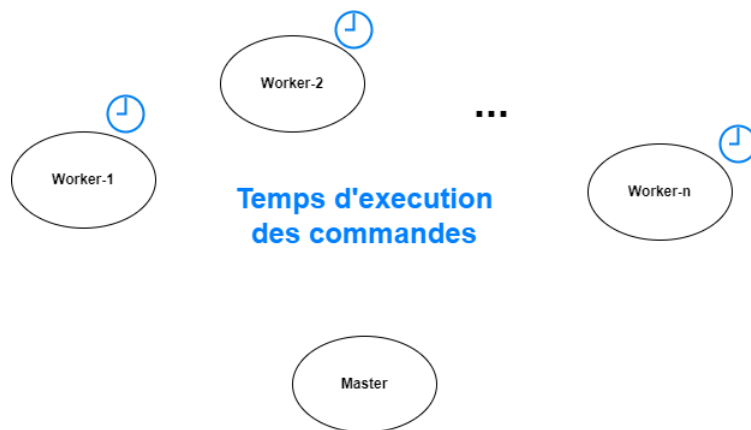 Worker-2
...
Worker-1
Worker-n
Temps d'execution
des commandes
Master